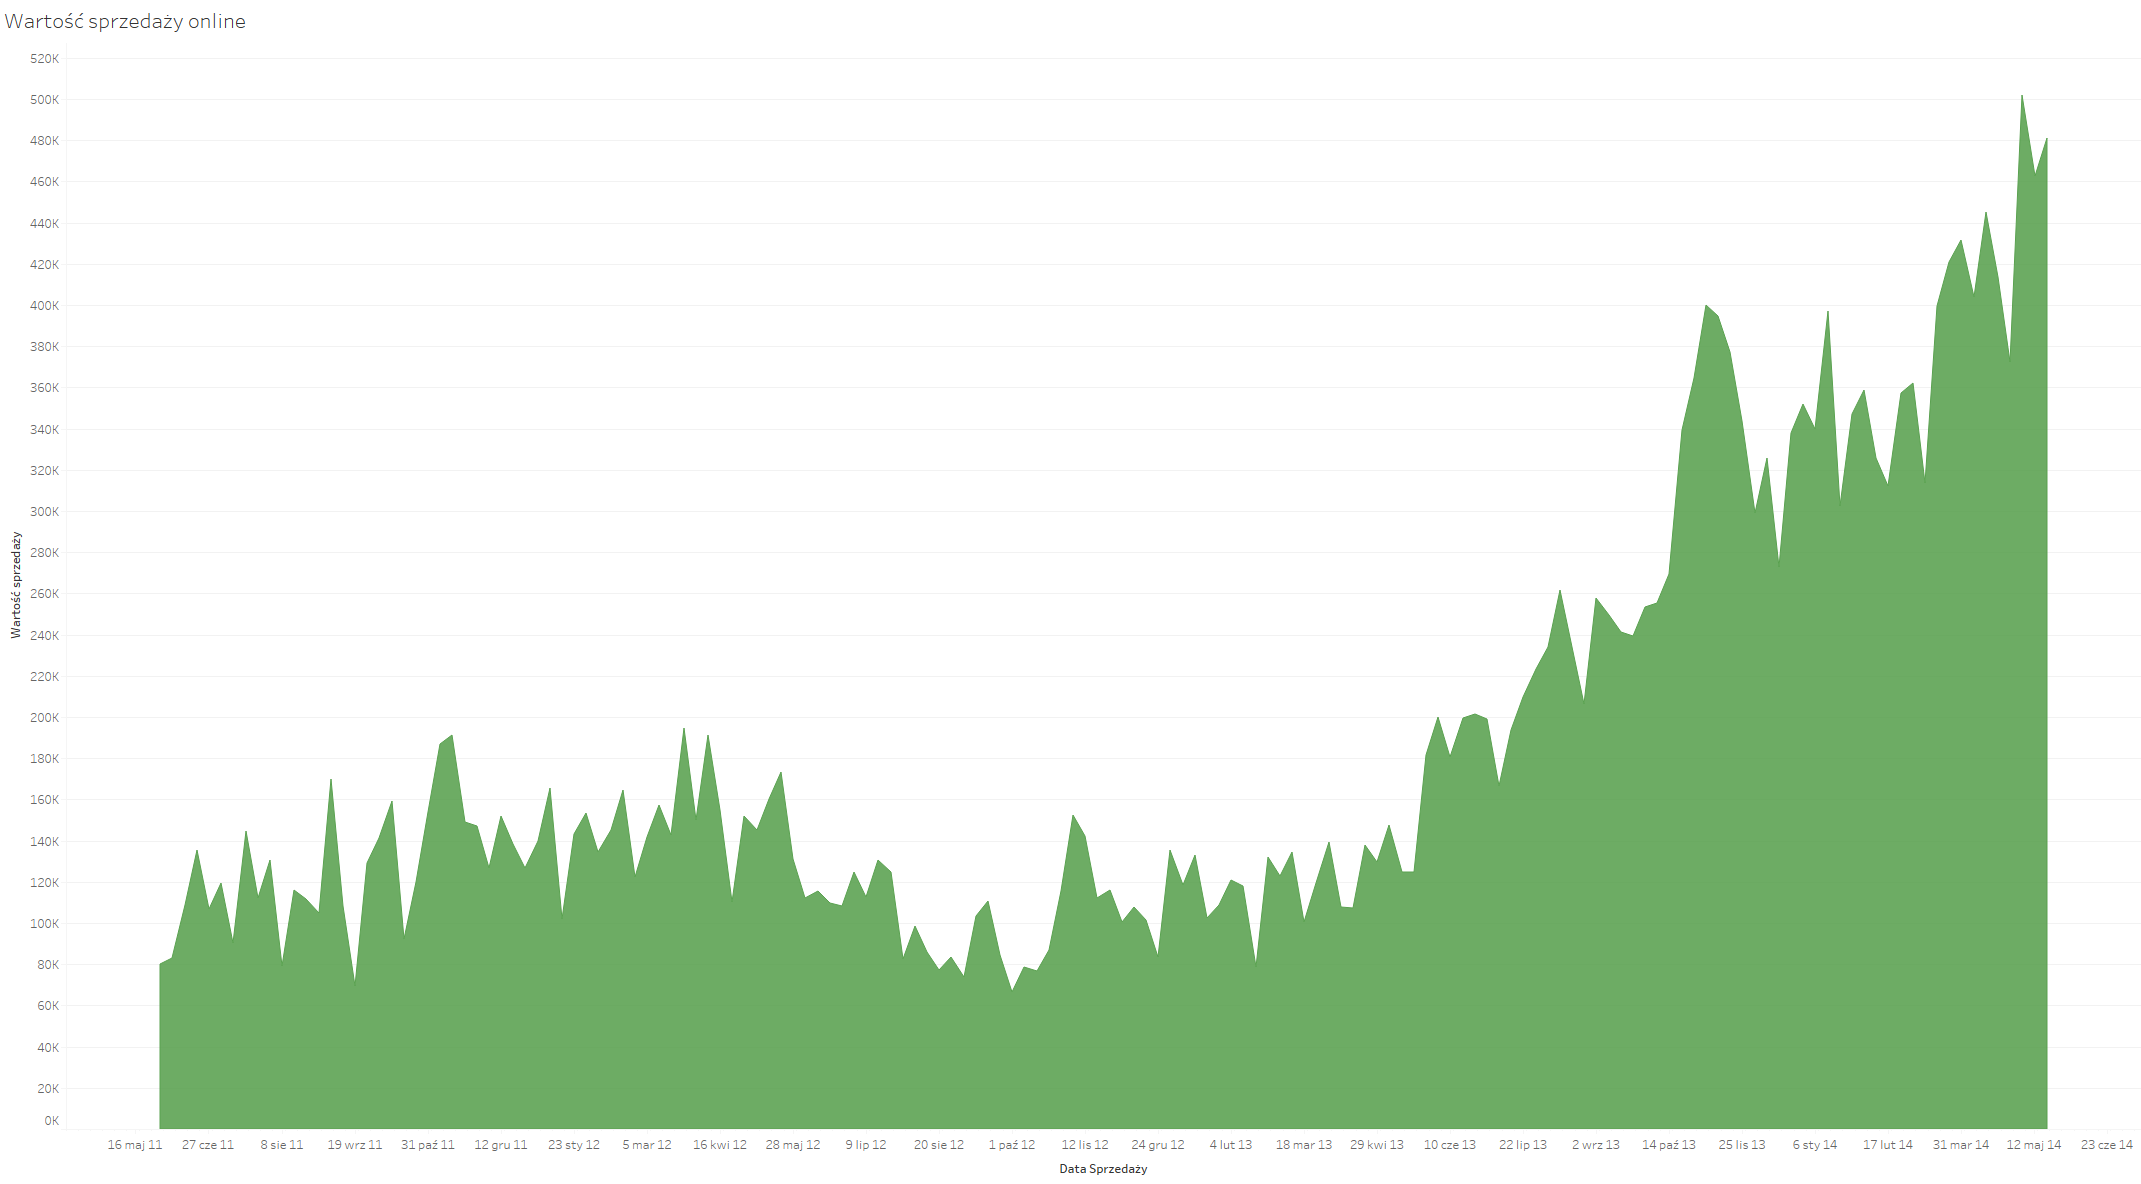 Wartość sprzedaży online
520K
500K
480K
460K
440K
420K
400K
380K
360K
340K
320K
300K
280K
260K
240K
220K
200K
180K
160K
140K
120K
100K
80K
60K
40K
20K
0K
Wartość sprzedaży
16 maj 11 27 cze 11 8 sie 11 19 wrz 11 31 paź 11 12 gru 11 23 sty 12 5 mar 12 16 kwi 12 28 maj 12 9 lip 12 20 sie 12 1 paź 12 12 lis 12 24 gru 12 4 lut 13 18 mar 13 29 kwi 13 10 cze 13 22 lip 13 2 wrz 13 14 paź 13 25 lis 13 6 sty 14 17 lut 14 31 mar 14 12 maj 14 23 cze 14
Data Sprzedaży